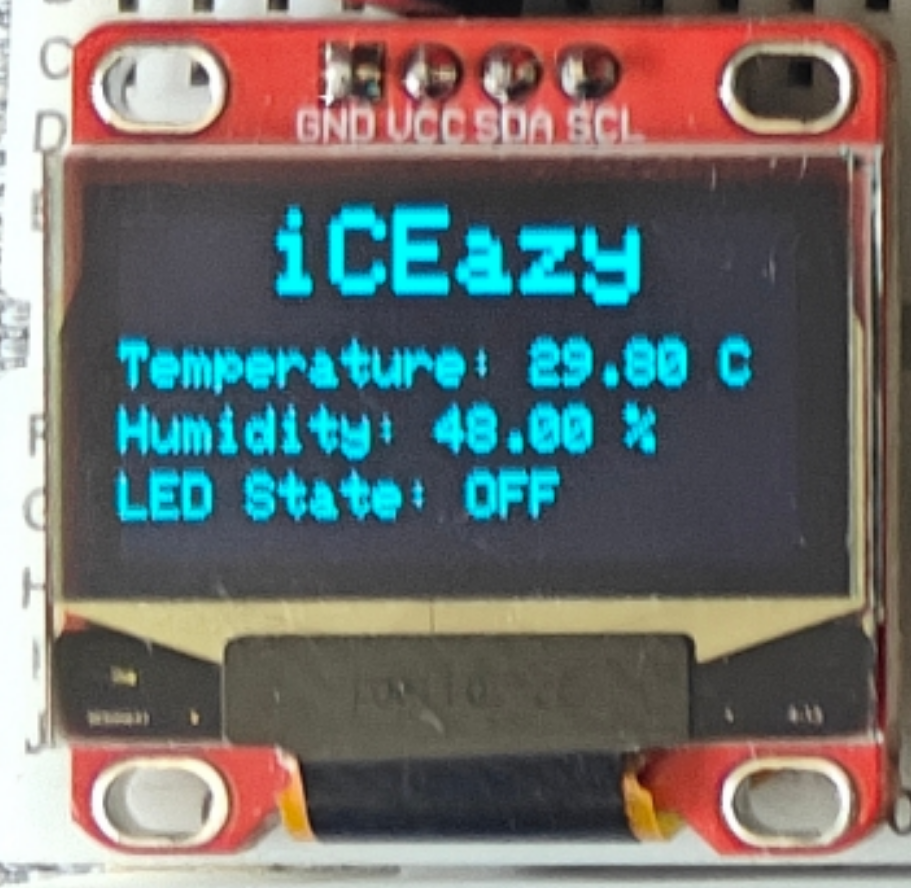 C
D
GND VCC SDA SCL
iCEazy
Temperature: 29.80 C
Humidity: 48.00 %
LED State: OFF
H
I
J